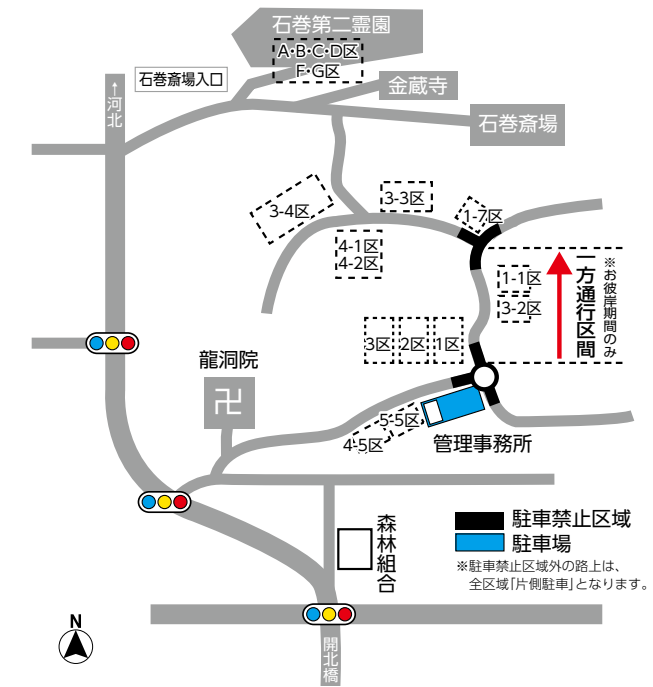 石巻第二霊園
A・B・C・D区
F・G区
石巻斎場入口
金蔵寺
←河北
石巻斎場
3-3区
3-4区
1-7区
4-1区
4-2区
1-1区
3-2区
一方通行区間
※お彼岸期間のみ
3区
2区
1区
龍洞院
卍
5-5区
4-5区
管理事務所
森林組合
駐車禁止区域
駐車場
※駐車禁止区域外の路上は、
全区域「片側駐車」となります。
N
開北橋